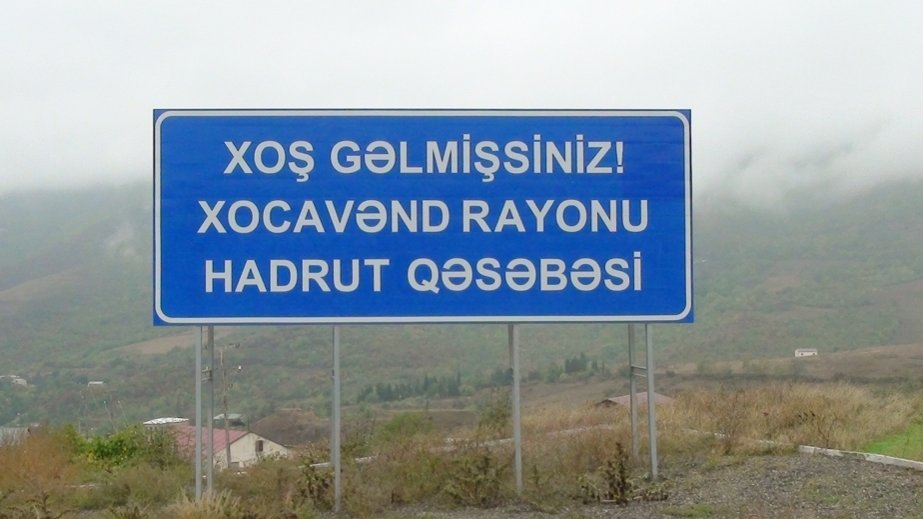 XOŞ GƏLMİŞSİNİZ!
XOCAVƏND RAYONU
HADRUT QƏSƏBƏSİ